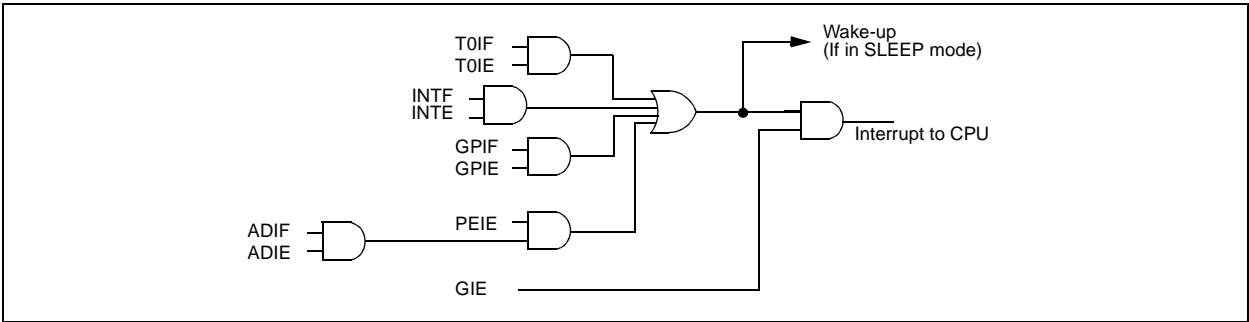 T0IF
T0IE
Wake-up
(If in SLEEP mode)
INTF
INTE
Interrupt to CPU
GPIF
GPIE
ADIF
ADIE
PEIE
GIE